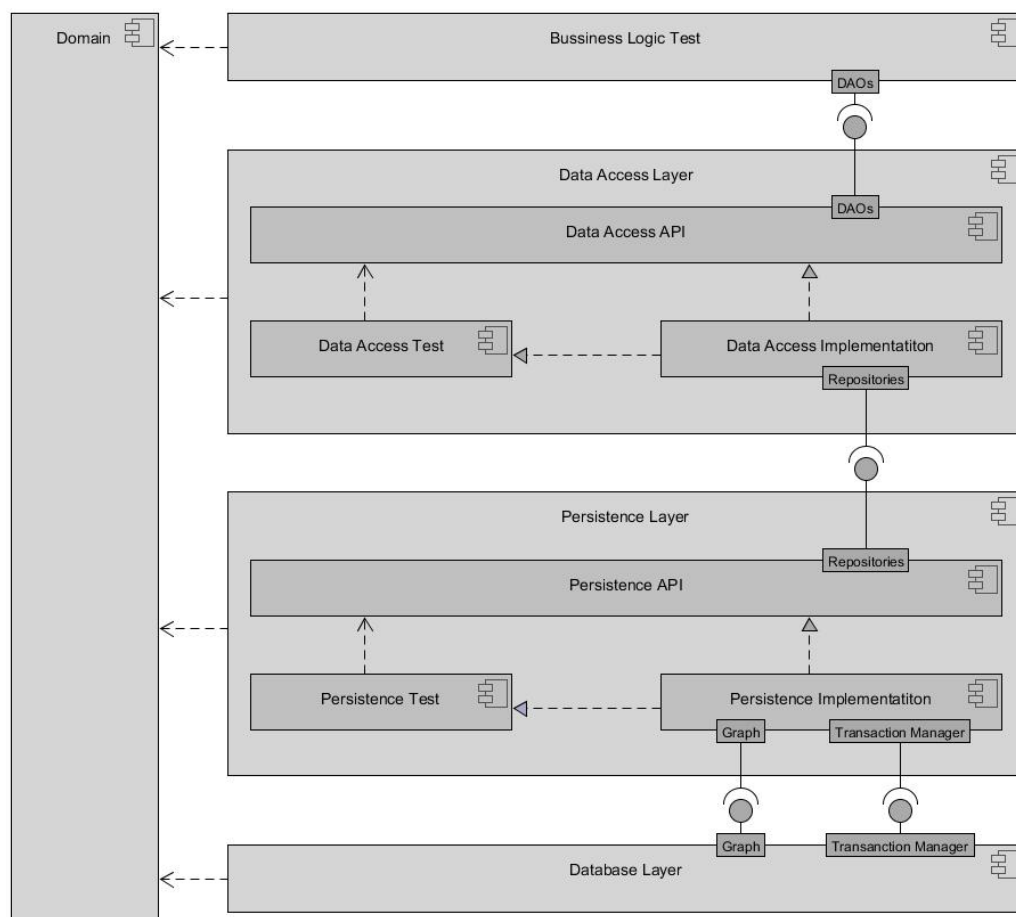 Domain
Bussiness Logic Test
DAOs
Data Access Layer
DAOs
Data Access API
Data Access Test
Data Access Implementatiton
Repositories
Persistence Layer
Repositories
Persistence API
Persistence Test
Persistence Implementatiton
Graph
Transaction Manager
Graph
Transanction Manager
Database Layer